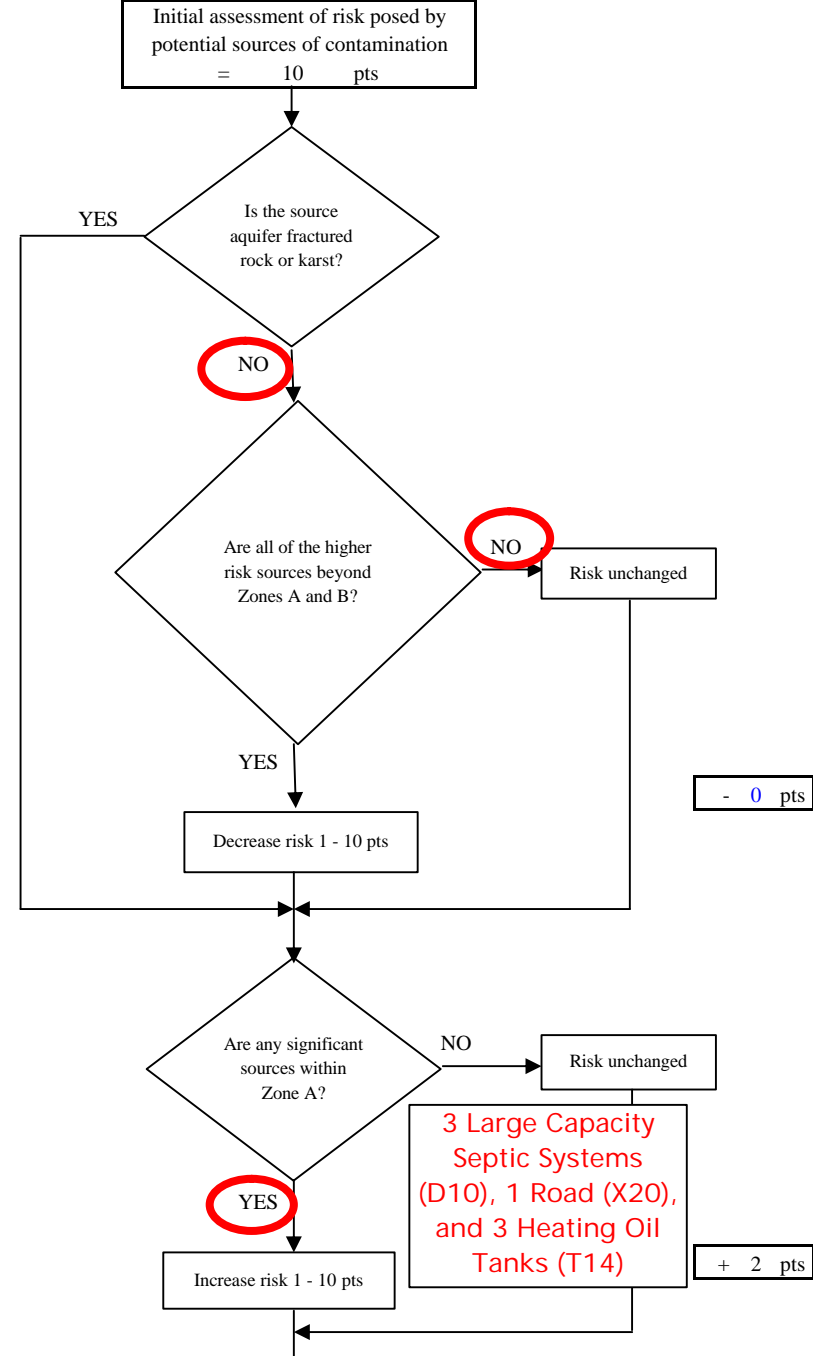 Initial assessment of risk posed by
potential sources of contamination
= 10 pts
YES
Is the source
aquifer fractured
rock or karst?
NO
Are all of the higher
risk sources beyond
Zones A and B?
NO
Risk unchanged
YES
- 0 pts
Decrease risk 1 - 10 pts
Are any significant
sources within
Zone A?
NO
Risk unchanged
3 Large Capacity
Septic Systems
(D10), 1 Road (X20),
and 3 Heating Oil
Tanks (T14)
YES
+ 2 pts
Increase risk 1 - 10 pts